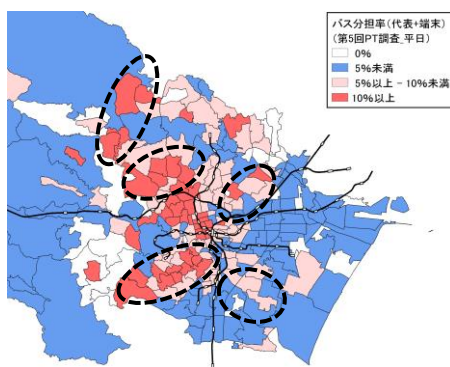 バス分担率(代表+端末)
(第5回PT調査_平日)
0%
5%未満
5%以上 - 10%未満
10%以上